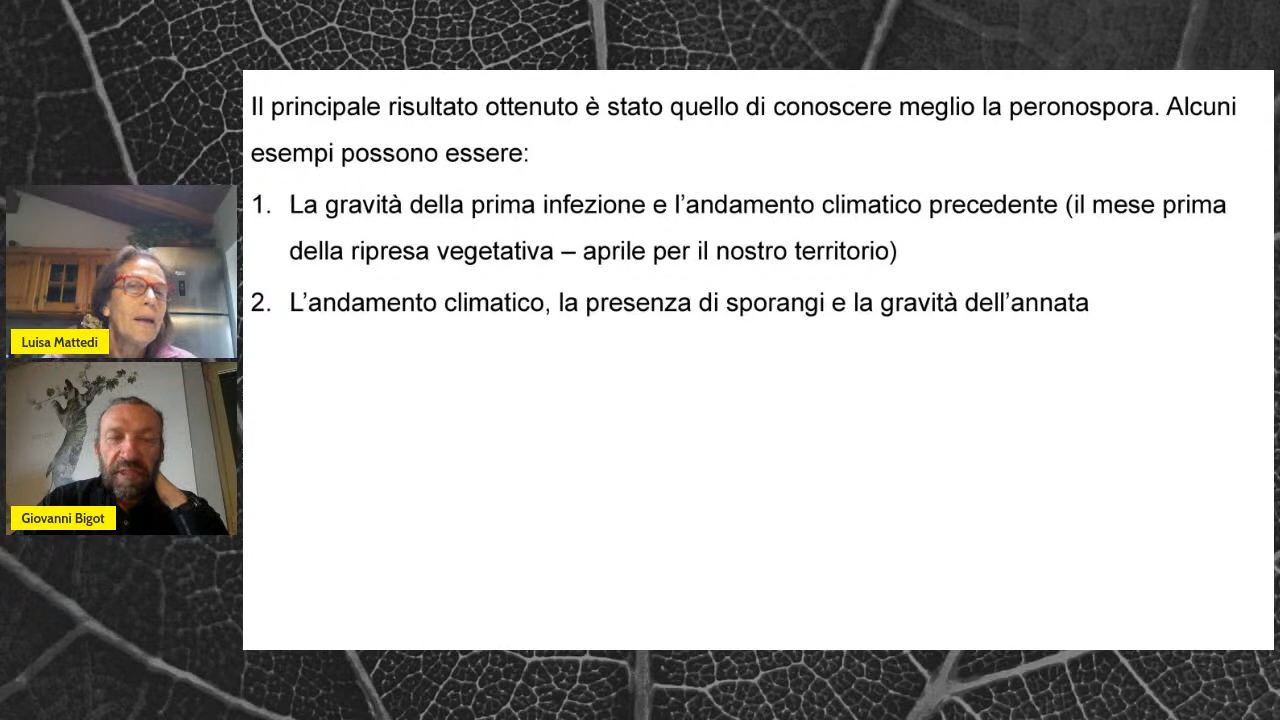 Il principale risultato ottenuto è stato quello di conoscere meglio la peronospora. Alcuni
esempi possono essere:
1. La gravità della prima infezione e l’andamento climatico precedente (il mese prima
della ripresa vegetativa – aprile per il nostro territorio)
2. L’andamento climatico, la presenza di sporangi e la gravità dell’annata
Luisa Mattedi
Giovanni Bigot